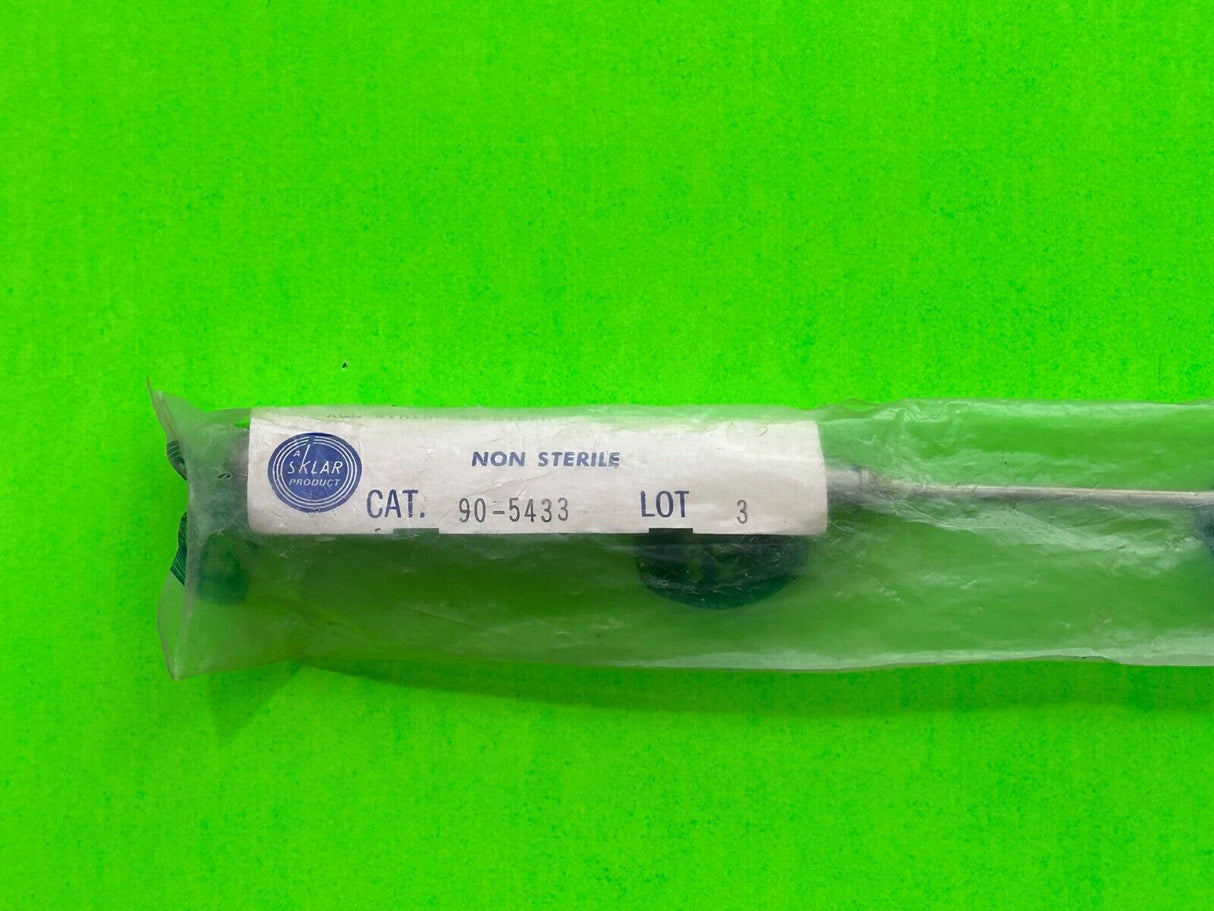 A
SKLAR
PRODUCT
NON STERILE
CAT. 90-5433 LOT 3